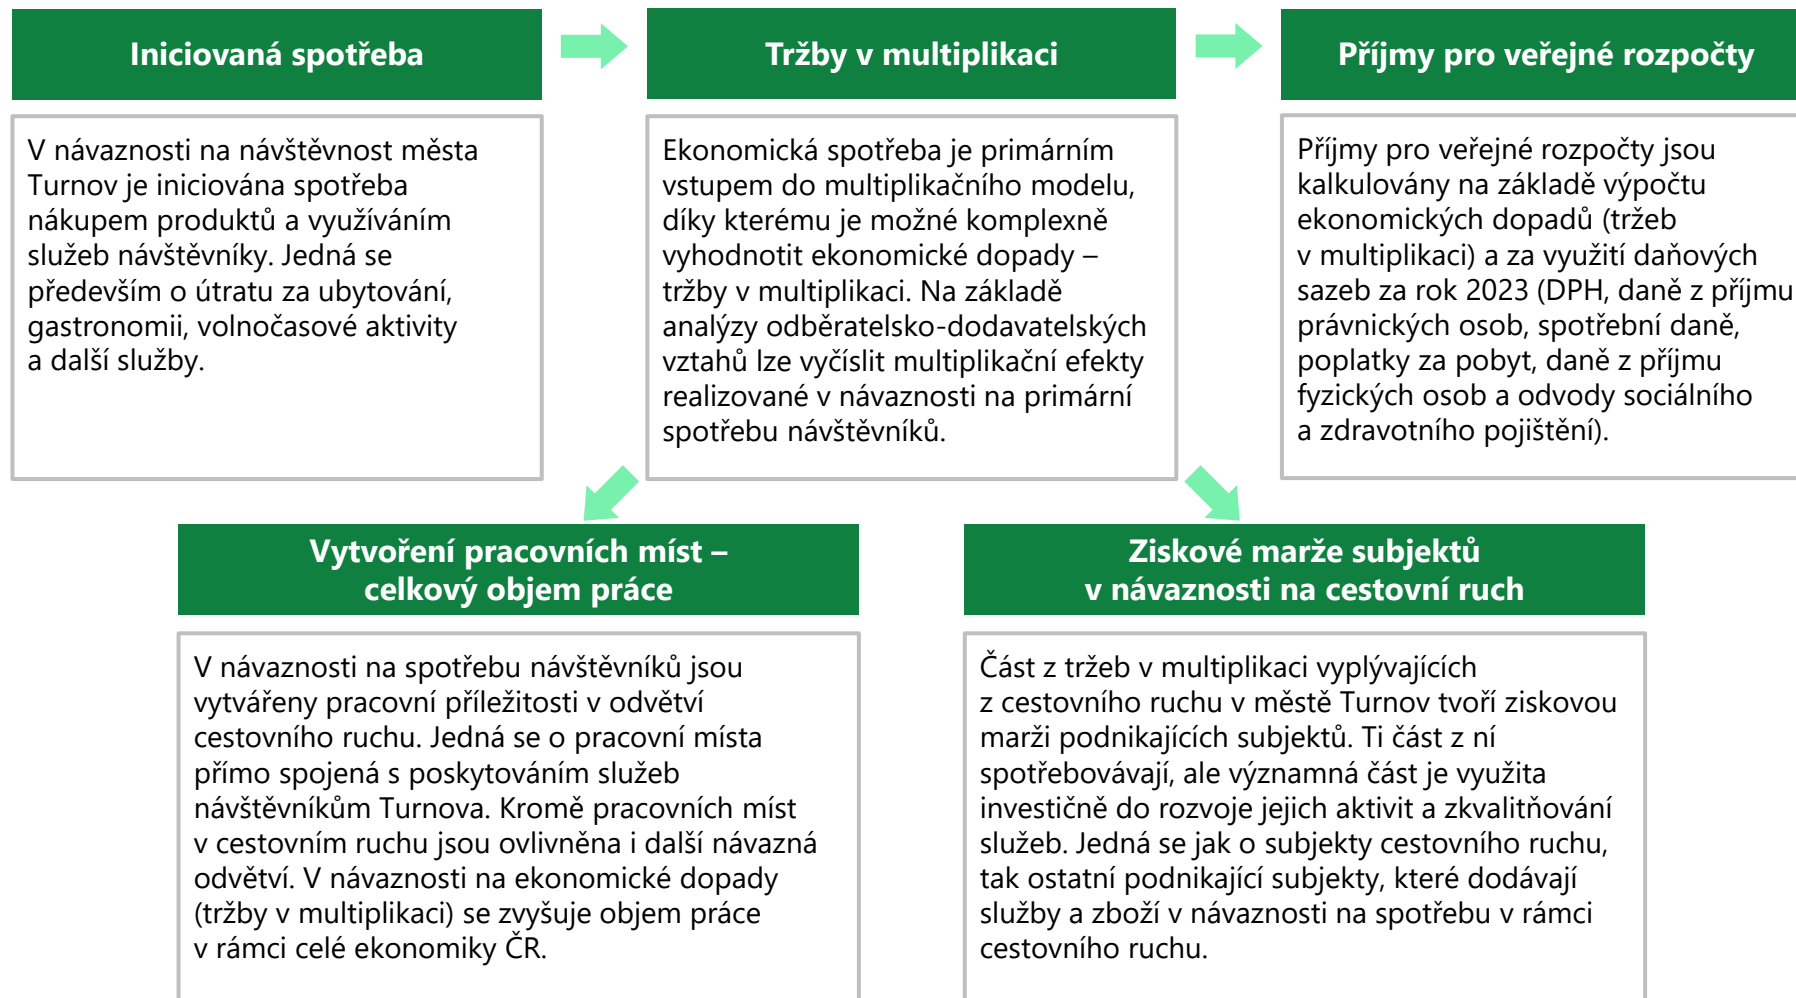 Iniciovaná spotřeba
V návaznosti na návštěvnost města
Turnov je iniciována spotřeba
nákupem produktů a využíváním
služeb návštěvníky. Jedná se
především o útratu za ubytování,
gastronomii, volnočasové aktivity
a další služby.
Tržby v multiplikaci
Ekonomická spotřeba je primárním
vstupem do multiplikačního modelu,
díky kterému je možné komplexně
vyhodnotit ekonomické dopady –
tržby v multiplikaci. Na základě
analýzy odběratelsko-dodavatelských
vztahů lze vyčíslit multiplikační efekty
realizované v návaznosti na primární
spotřebu návštěvníků.
Příjmy pro veřejné rozpočty
Příjmy pro veřejné rozpočty jsou
kalkulovány na základě výpočtu
ekonomických dopadů (tržeb
v multiplikaci) a za využití daňových
sazeb za rok 2023 (DPH, daně z příjmu
právnických osob, spotřební daně,
poplatky za pobyt, daně z příjmu
fyzických osob a odvody sociálního
a zdravotního pojištění).
Vytvoření pracovních míst –
celkový objem práce
V návaznosti na spotřebu návštěvníků jsou
vytvářeny pracovní příležitosti v odvětví
cestovního ruchu. Jedná se o pracovní místa
přímo spojená s poskytováním služeb
návštěvníkům Turnova. Kromě pracovních míst
v cestovním ruchu jsou ovlivněna i další návazná
odvětví. V návaznosti na ekonomické dopady
(tržby v multiplikaci) se zvyšuje objem práce
v rámci celé ekonomiky ČR.
Ziskové marže subjektů
v návaznosti na cestovní ruch
Část z tržeb v multiplikaci vyplývajících
z cestovního ruchu v městě Turnov tvoří ziskovou
marži podnikajících subjektů. Ti část z ní
spotřebovávají, ale významná část je využita
investičně do rozvoje jejich aktivit a zkvalitňování
služeb. Jedná se jak o subjekty cestovního ruchu,
tak ostatní podnikající subjekty, které dodávají
služby a zboží v návaznosti na spotřebu v rámci
cestovního ruchu.